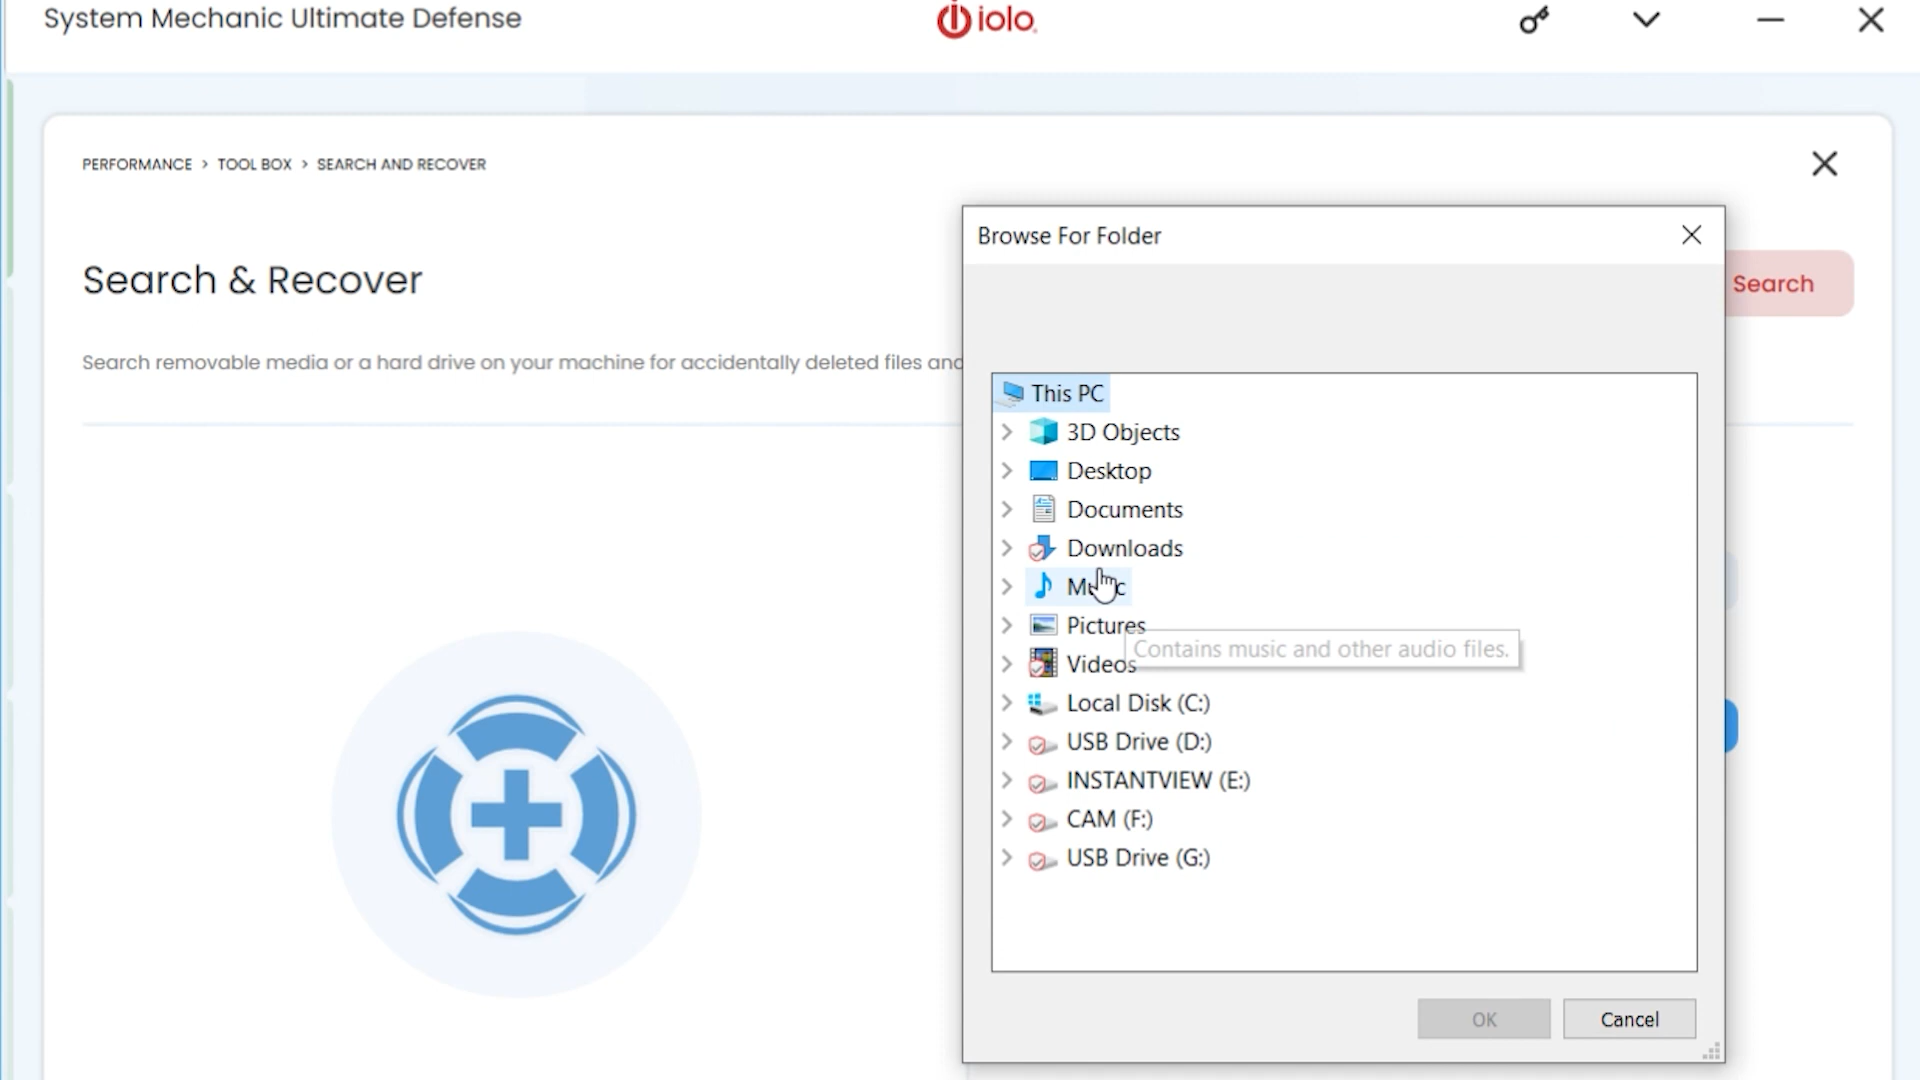 System Mechanic Ultimate Defense
iolo
PERFORMANCE > TOOL BOX > SEARCH AND RECOVER
Search & Recover
Search
Search removable media or a hard drive on your machine for accidentally deleted files and
Browse For Folder
This PC
3D Objects
Desktop
Documents
Downloads
Music
Pictures
Contains music and other audio files.
Videos
Local Disk (C:)
USB Drive (D:)
INSTANTVIEW (E:)
CAM (F:)
USB Drive (G:)
OK
Cancel